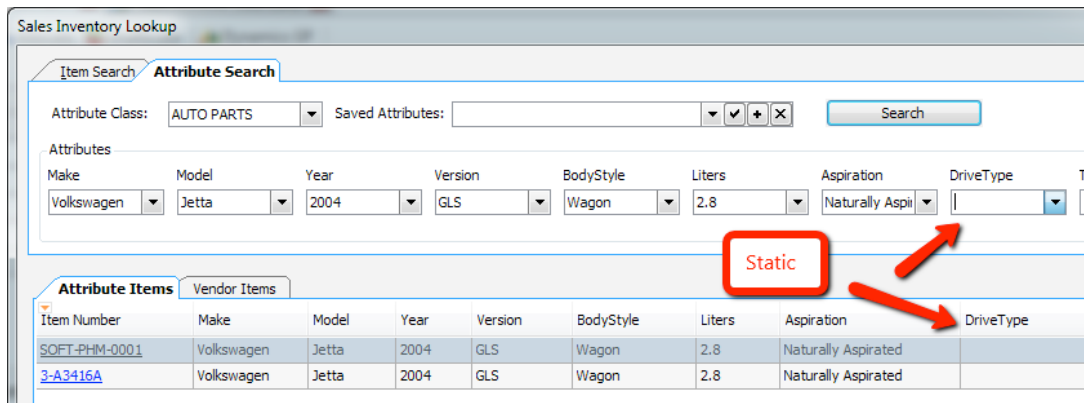 Sales Inventory Lookup
Item Search Attribute Search
Attribute Class: AUTO PARTS Saved Attributes: Search
Attributes
Make Model Year Version BodyStyle Liters Aspiration DriveType T
Volkswagen Jetta 2004 GLS Wagon 2.8 Naturally Aspir
Static
Attribute Items Vendor Items
Item Number Make Model Year Version BodyStyle Liters Aspiration DriveType
SOFT-PHM-0001 Volkswagen Jetta 2004 GLS Wagon 2.8 Naturally Aspirated
3-A3416A Volkswagen Jetta 2004 GLS Wagon 2.8 Naturally Aspirated